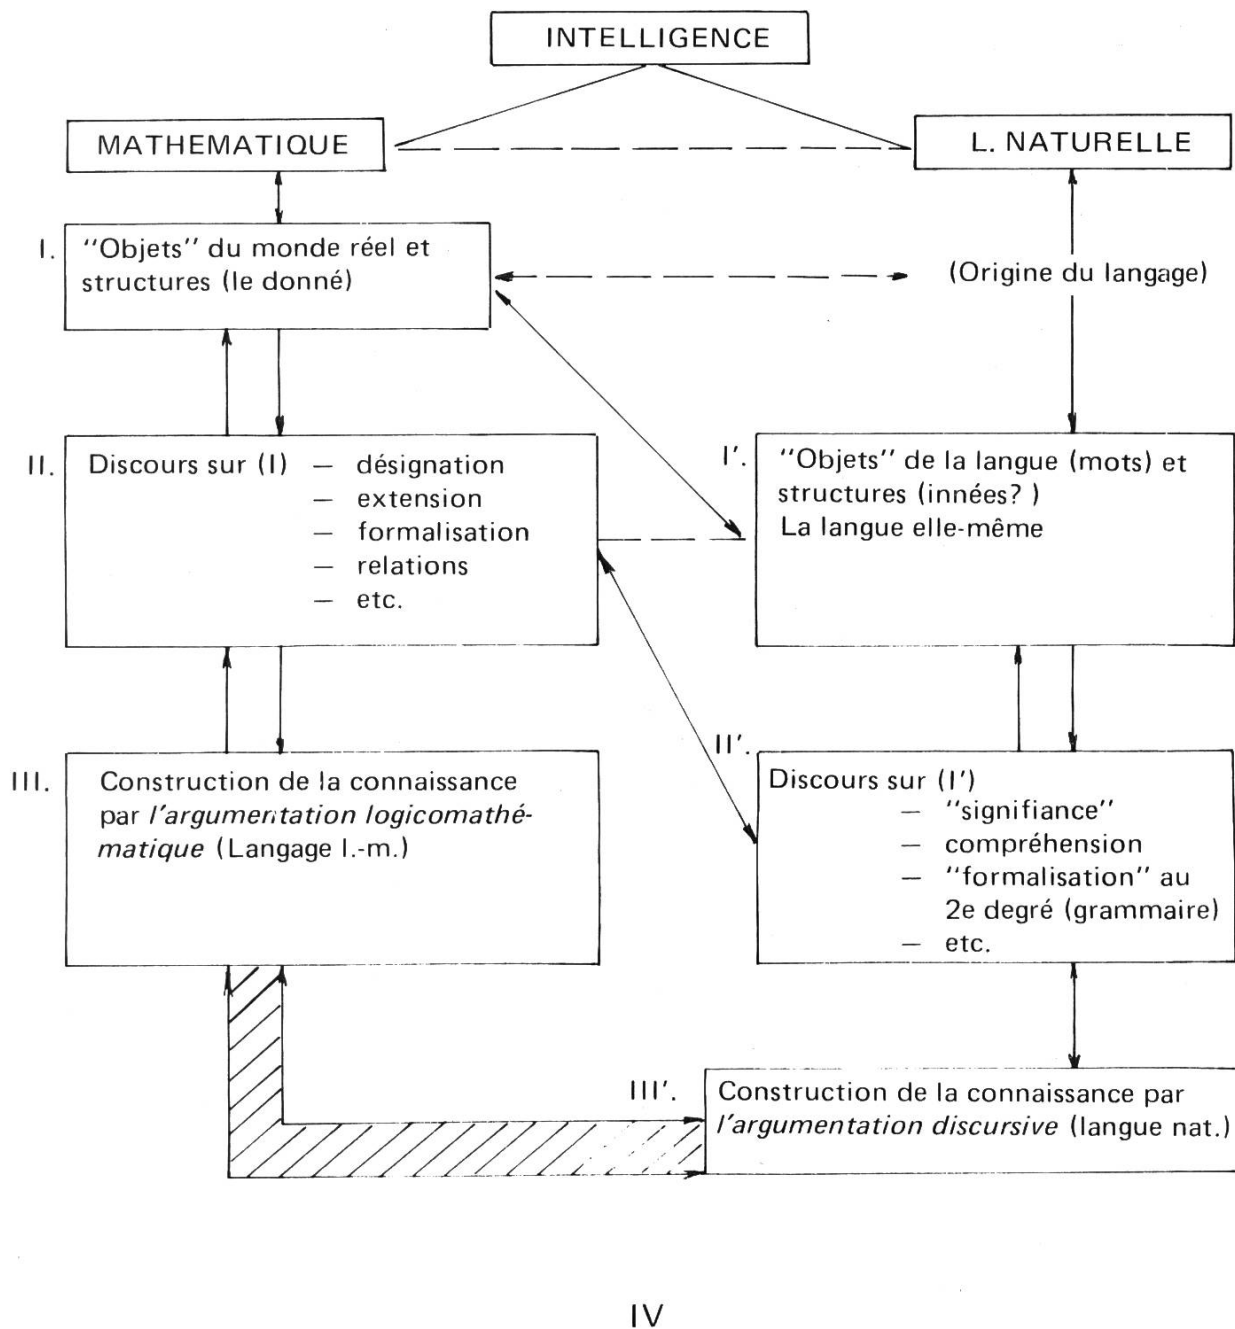 INTELLIGENCE
MATHEMATIQUE
L. NATURELLE
I. "Objets" du monde réel et
structures (le donné)
(Origine du langage)
II. Discours sur (I) — désignation
— extension
— formalisation
— relations
— etc.
I'. "Objets" de la langue (mots) et
structures (innées? )
La langue elle-même
III. Construction de la connaissance
par l'argumentation logicomathé-
matique (Langage l.-m.)
II'. Discours sur (I')
— "signifiance"
— compréhension
— "formalisation" au
2e degré (grammaire)
— etc.
III'. Construction de la connaissance par
l'argumentation discursive (langue nat.)
IV